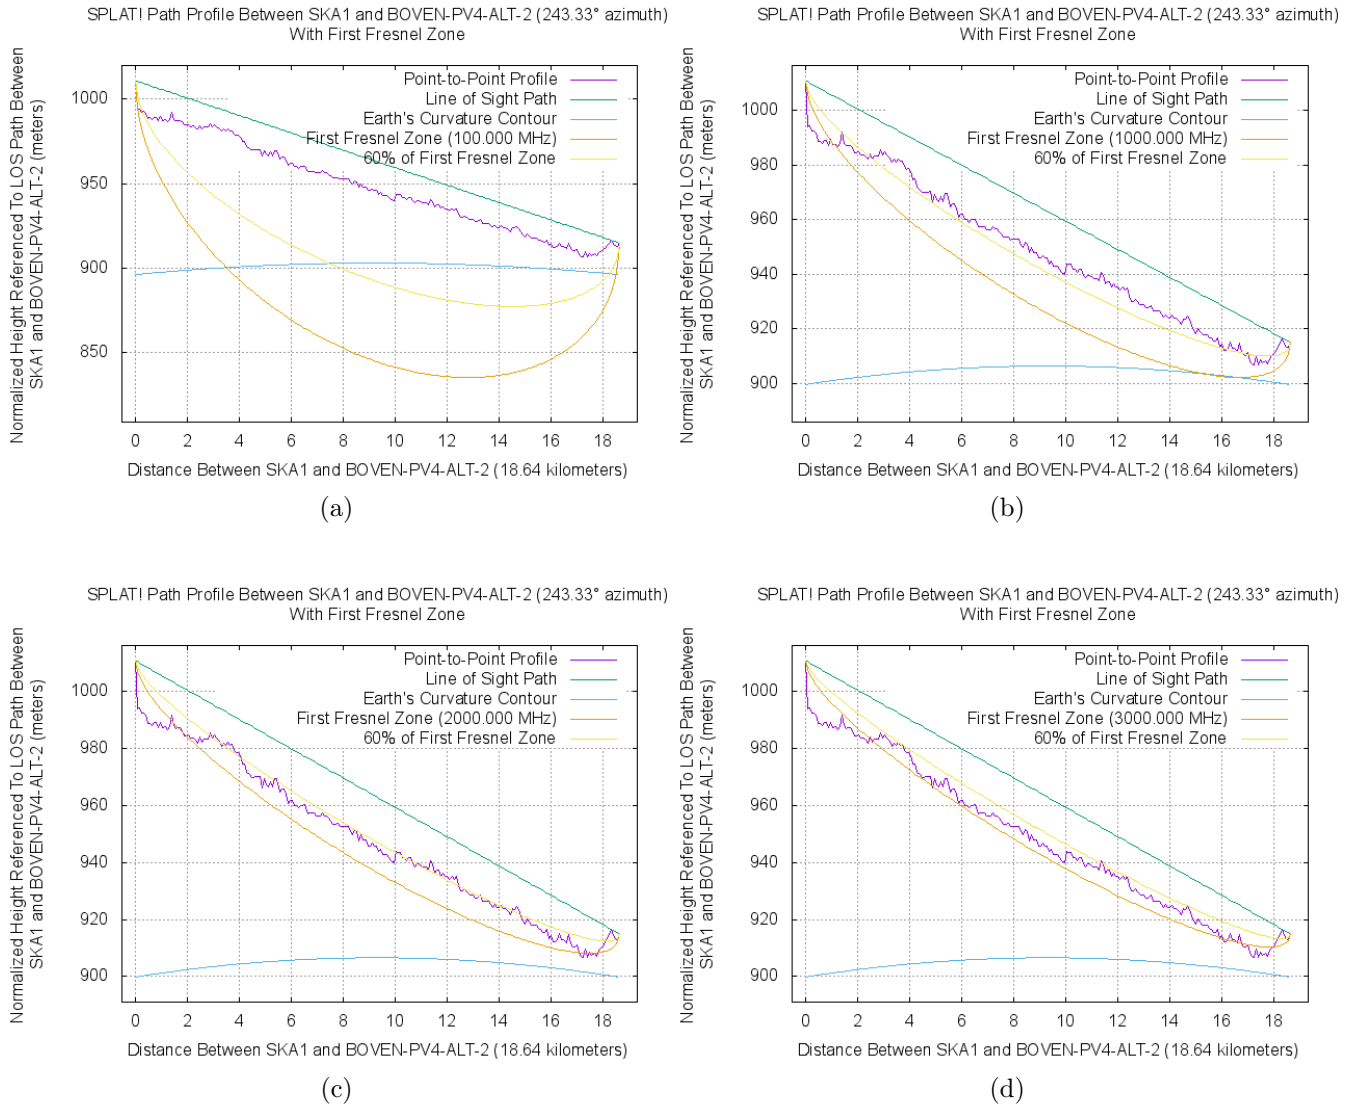 SPLAT! Path Profile Between SKA1 and BOVEN-PV4-ALT-2 (243.33° azimuth)
With First Fresnel Zone
Normalized Height Referenced To LOS Path Between
SKA1 and BOVEN-PV4-ALT-2 (meters)
Point-to-Point Profile
Line of Sight Path
Earth's Curvature Contour
First Fresnel Zone (100.000 MHz)
60% of First Fresnel Zone
1000
950
900
850
0 2 4 6 8 10 12 14 16 18
Distance Between SKA1 and BOVEN-PV4-ALT-2 (18.64 kilometers)
(a)
SPLAT! Path Profile Between SKA1 and BOVEN-PV4-ALT-2 (243.33° azimuth)
With First Fresnel Zone
Normalized Height Referenced To LOS Path Between
SKA1 and BOVEN-PV4-ALT-2 (meters)
Point-to-Point Profile
Line of Sight Path
Earth's Curvature Contour
First Fresnel Zone (1000.000 MHz)
60% of First Fresnel Zone
1000
980
960
940
920
900
0 2 4 6 8 10 12 14 16 18
Distance Between SKA1 and BOVEN-PV4-ALT-2 (18.64 kilometers)
(b)
SPLAT! Path Profile Between SKA1 and BOVEN-PV4-ALT-2 (243.33° azimuth)
With First Fresnel Zone
Normalized Height Referenced To LOS Path Between
SKA1 and BOVEN-PV4-ALT-2 (meters)
Point-to-Point Profile
Line of Sight Path
Earth's Curvature Contour
First Fresnel Zone (2000.000 MHz)
60% of First Fresnel Zone
1000
980
960
940
920
900
0 2 4 6 8 10 12 14 16 18
Distance Between SKA1 and BOVEN-PV4-ALT-2 (18.64 kilometers)
(c)
SPLAT! Path Profile Between SKA1 and BOVEN-PV4-ALT-2 (243.33° azimuth)
With First Fresnel Zone
Normalized Height Referenced To LOS Path Between
SKA1 and BOVEN-PV4-ALT-2 (meters)
Point-to-Point Profile
Line of Sight Path
Earth's Curvature Contour
First Fresnel Zone (3000.000 MHz)
60% of First Fresnel Zone
1000
980
960
940
920
900
0 2 4 6 8 10 12 14 16 18
Distance Between SKA1 and BOVEN-PV4-ALT-2 (18.64 kilometers)
(d)